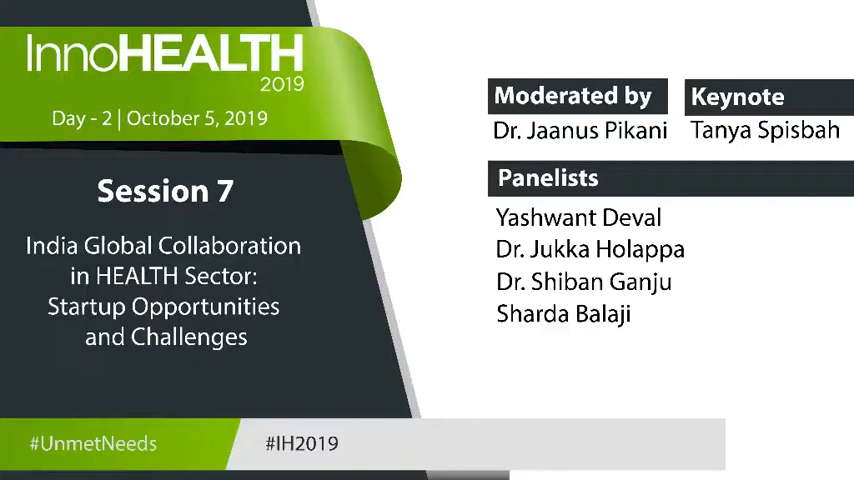 InnoHEALTH
2019
Day - 2 | October 5, 2019
Session 7
India Global Collaboration
in HEALTH Sector:
Startup Opportunities
and Challenges
Moderated by
Dr. Jaanus Pikani
Keynote
Tanya Spisbah
Panelists
Yashwant Deval
Dr. Jukka Holappa
Dr. Shiban Ganju
Sharda Balaji
#UnmetNeeds
#IH2019